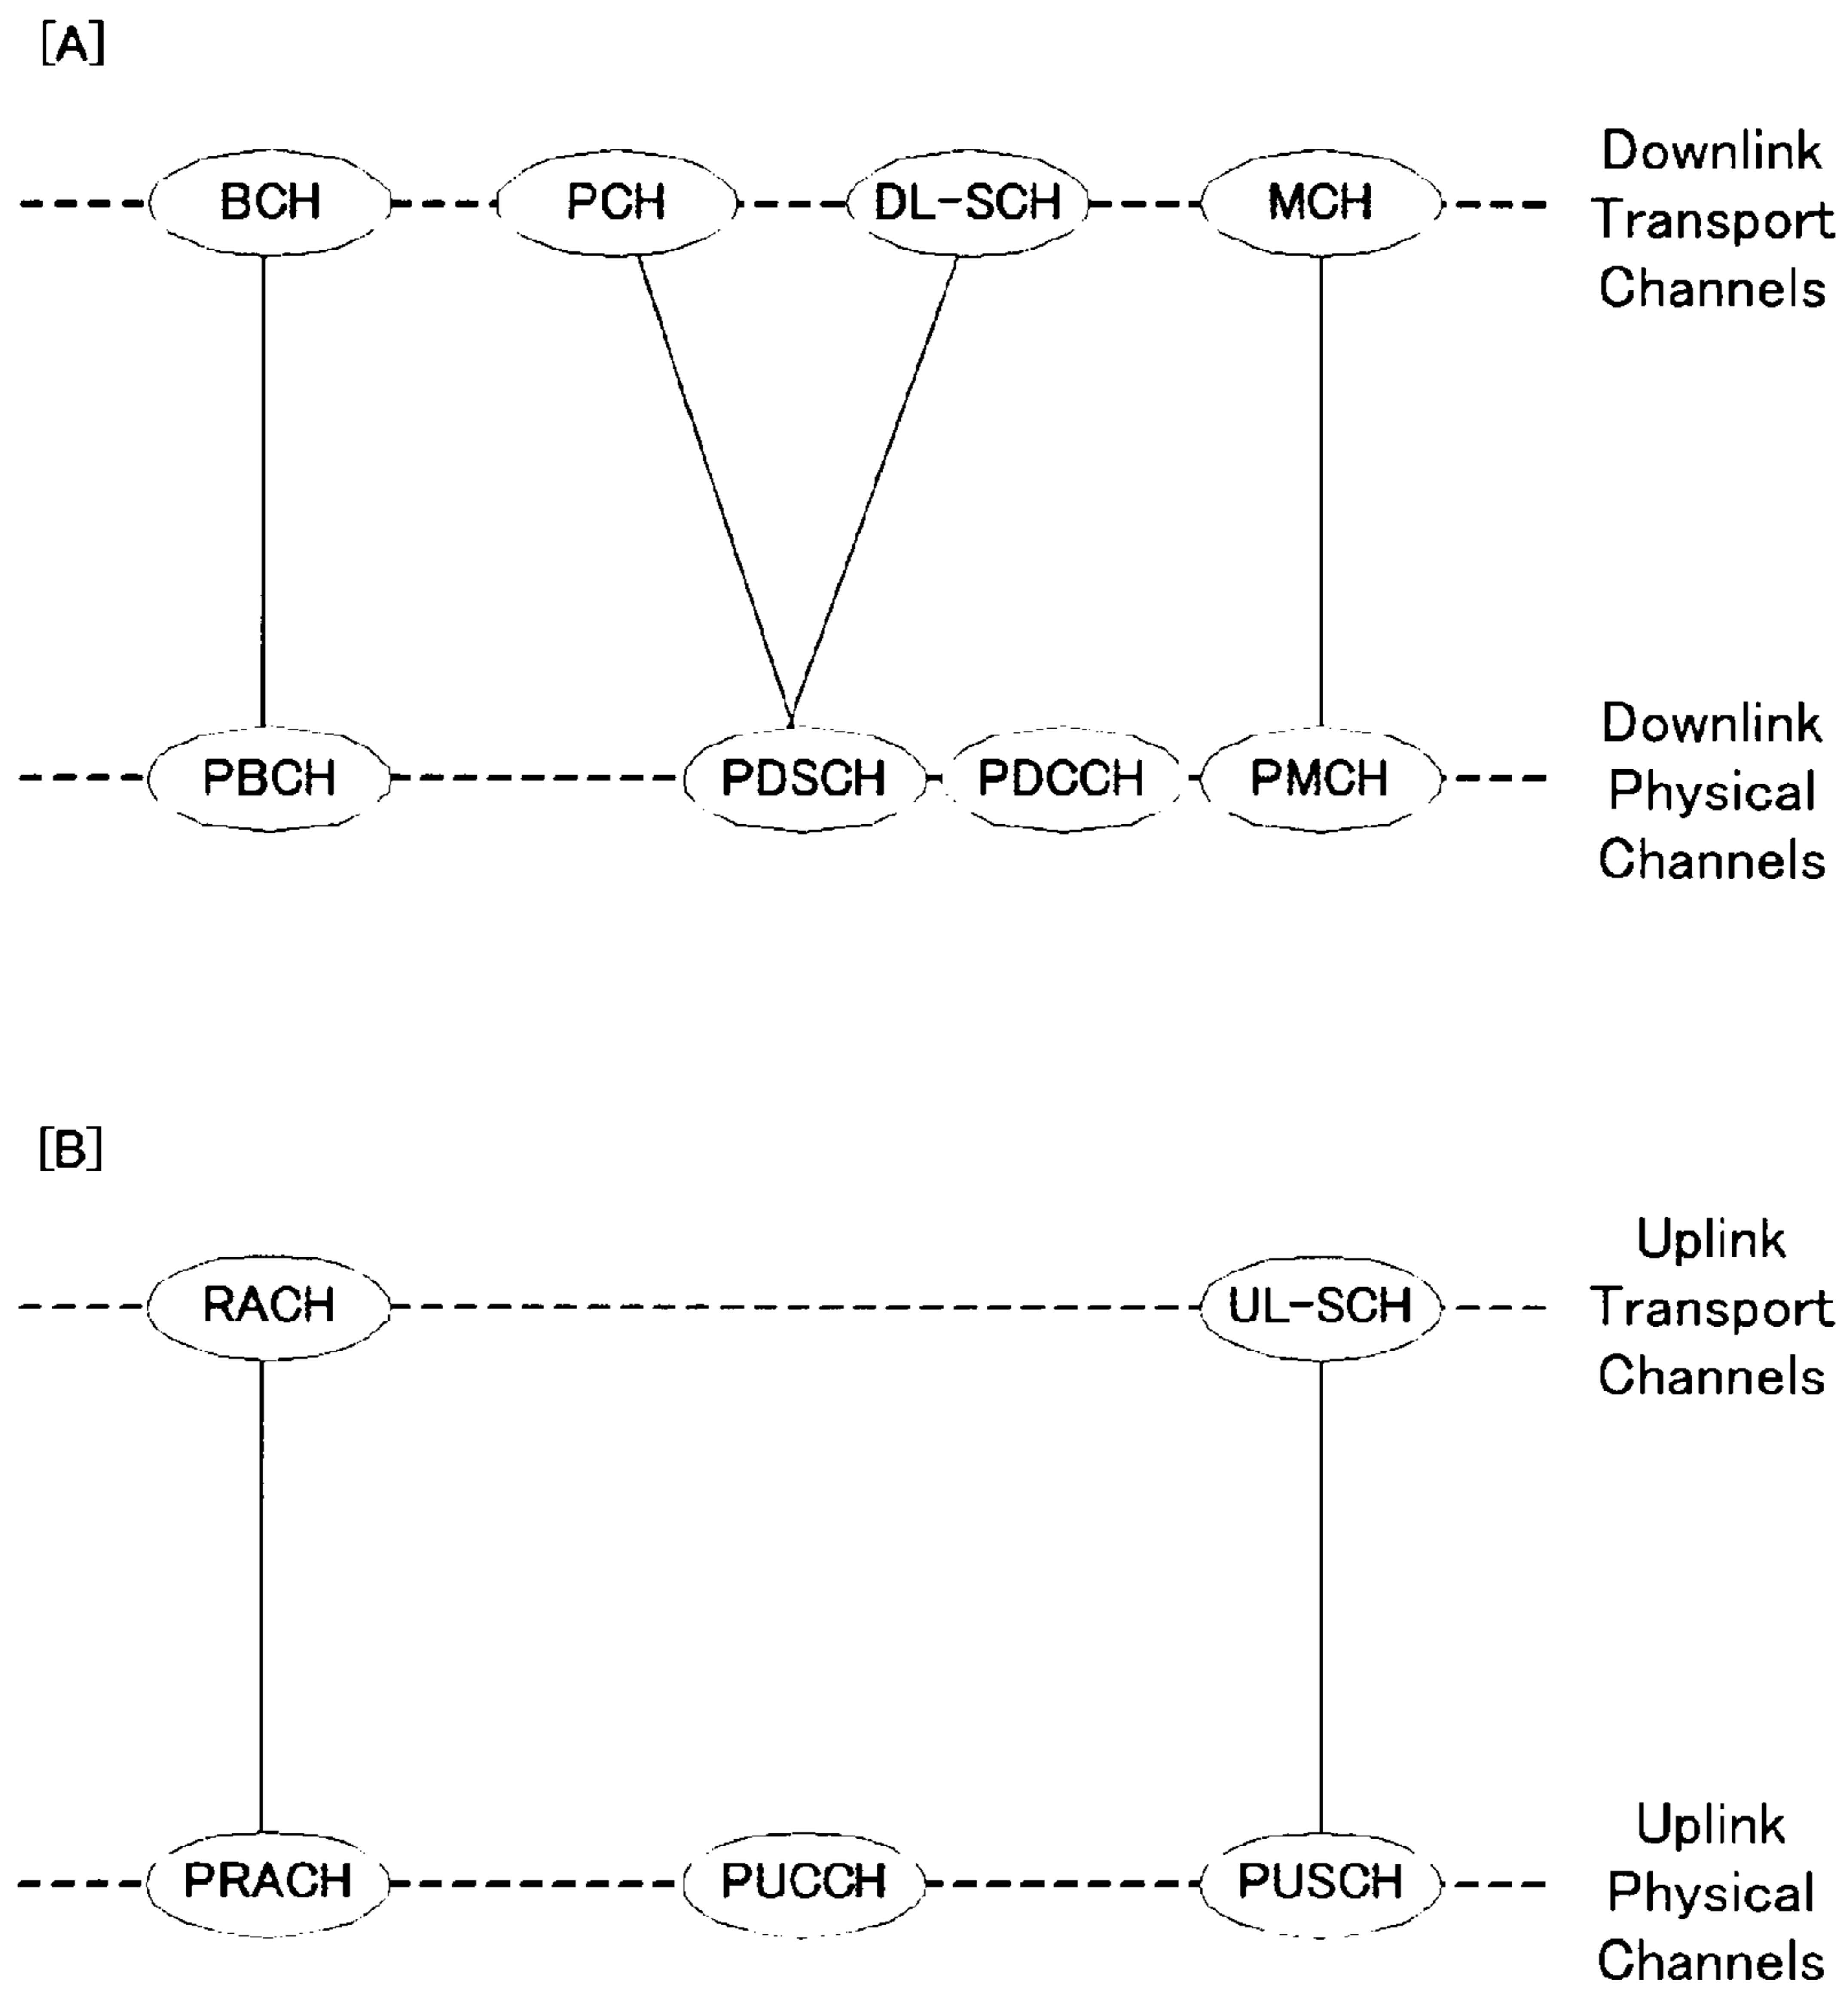 [A]
BCH PCH DL-SCH MCH
Downlink
Transport
Channels
PBCH PDSCH PDCCH PMCH
Downlink
Physical
Channels
[B]
RACH UL-SCH
Uplink
Transport
Channels
PRACH PUCCH PUSCH
Uplink
Physical
Channels